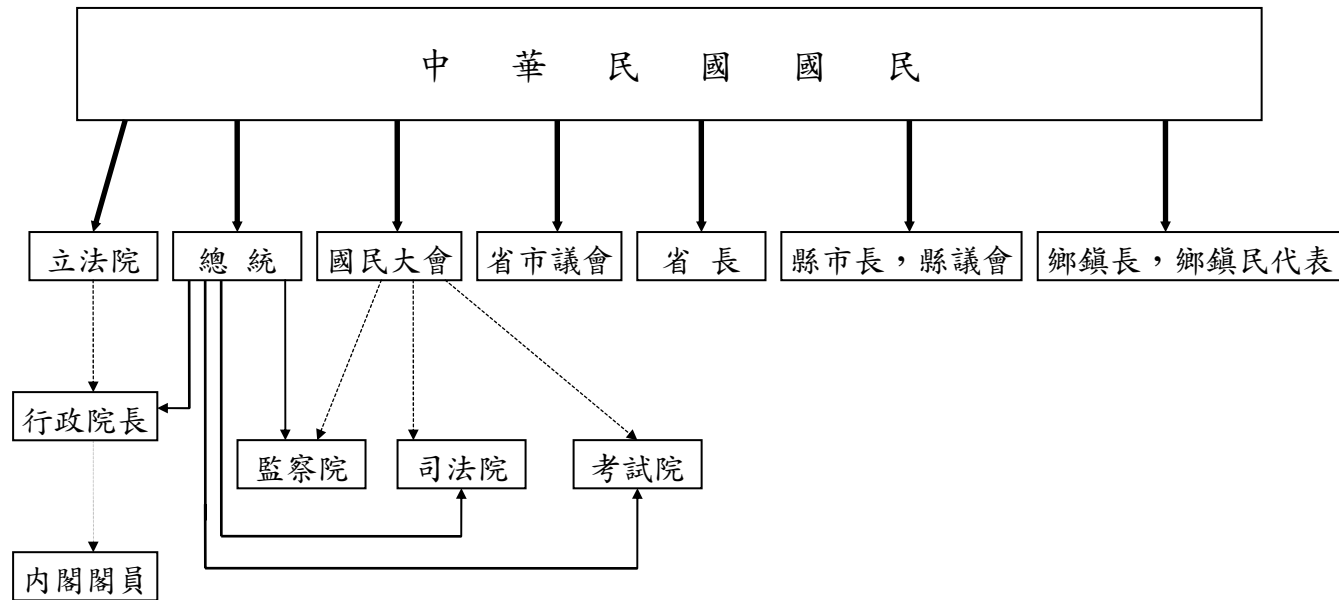 中華民國國民
立法院
總統
國民大會
省市議會
省長
縣市長，縣議會
鄉鎮長，鄉鎮民代表
行政院長
監察院
司法院
考試院
內閣閣員